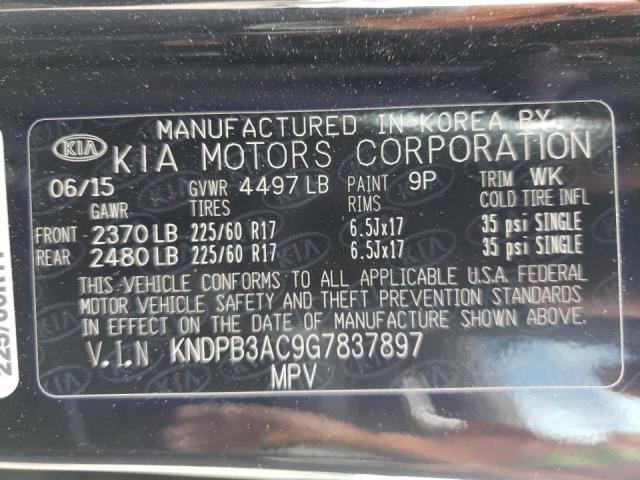 MANUFACTURED IN KOREA BY
KIA KIA MOTORS CORPORATION
06/15 GVWR 4497 LB PAINT 9P TRIM WK
GAWR TIRES RIMS COLD TIRE INFL
FRONT 2370 LB 225/60 R17 6.5Jx17 35 psi SINGLE
REAR 2480 LB 225/60 R17 6.5Jx17 35 psi SINGLE
THIS VEHICLE CONFORMS TO ALL APPLICABLE U.S.A. FEDERAL
MOTOR VEHICLE SAFETY AND THEFT PREVENTION STANDARDS
IN EFFECT ON THE DATE OF MANUFACTURE SHOWN ABOVE.
V.I.N KNDPB3AC9G7837897
MPV
225/60R17